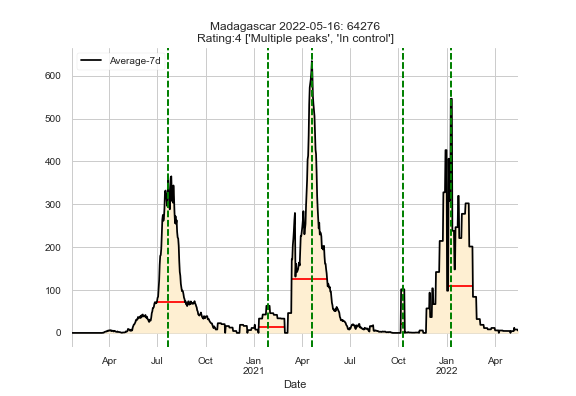 Madagascar 2022-05-16: 64276
Rating:4 ['Multiple peaks', 'In control']
Average-7d
600
500
400
300
200
100
0
Apr Jul Oct Jan Apr Jul Oct Jan Apr
2021 2022
Date